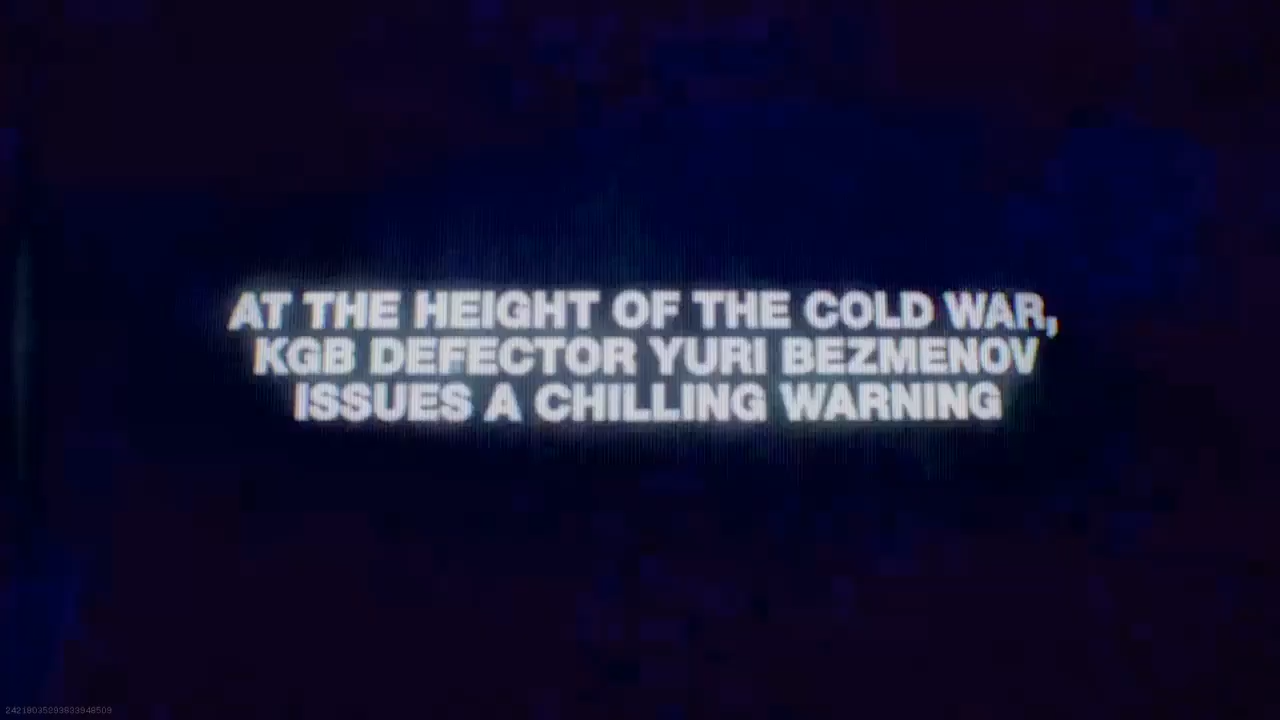 AT THE HEIGHT OF THE COLD WAR,
KGB DEFECTOR YURI BEZMENOV
ISSUES A CHILLING WARNING